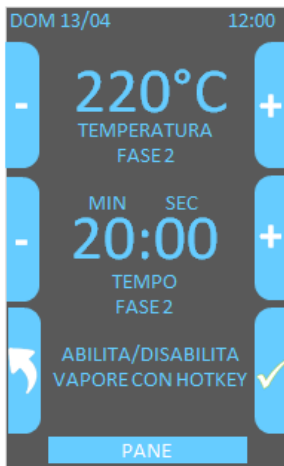 DOM 13/04 12:00
220°C
- +
TEMPERATURA
FASE 2
MIN SEC
20:00
- +
TEMPO
FASE 2
ABILITA/DISABILITA
VAPORE CON HOTKEY
PANE